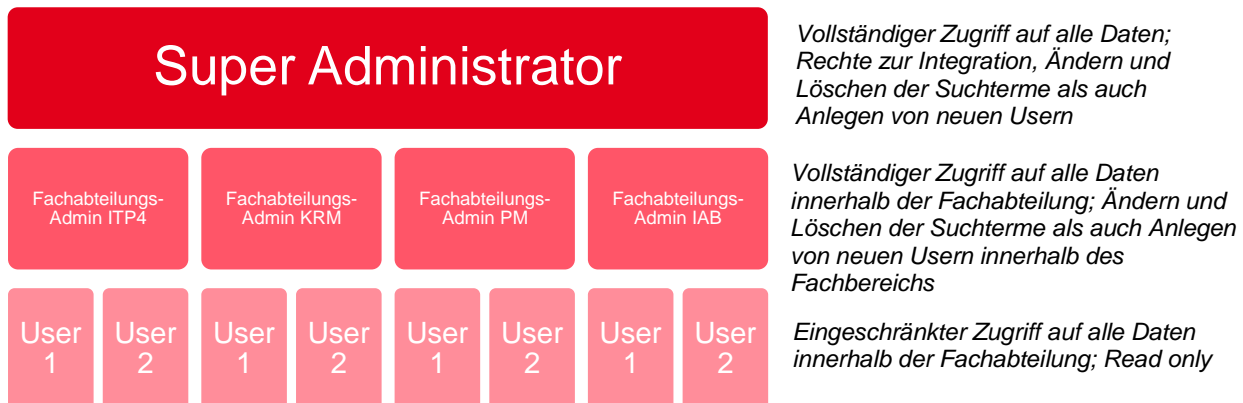 Super Administrator
Vollständiger Zugriff auf alle Daten;
Rechte zur Integration, Ändern und
Löschen der Suchterme als auch
Anlegen von neuen Usern
Fachabteilungs-
Admin ITP4
Fachabteilungs-
Admin KRM
Fachabteilungs-
Admin PM
Fachabteilungs-
Admin IAB
Vollständiger Zugriff auf alle Daten
innerhalb der Fachabteilung; Ändern und
Löschen der Suchterme als auch Anlegen
von neuen Usern innerhalb des
Fachbereichs
User
1
User
2
User
1
User
2
User
1
User
2
User
1
User
2
Eingeschränkter Zugriff auf alle Daten
innerhalb der Fachabteilung; Read only